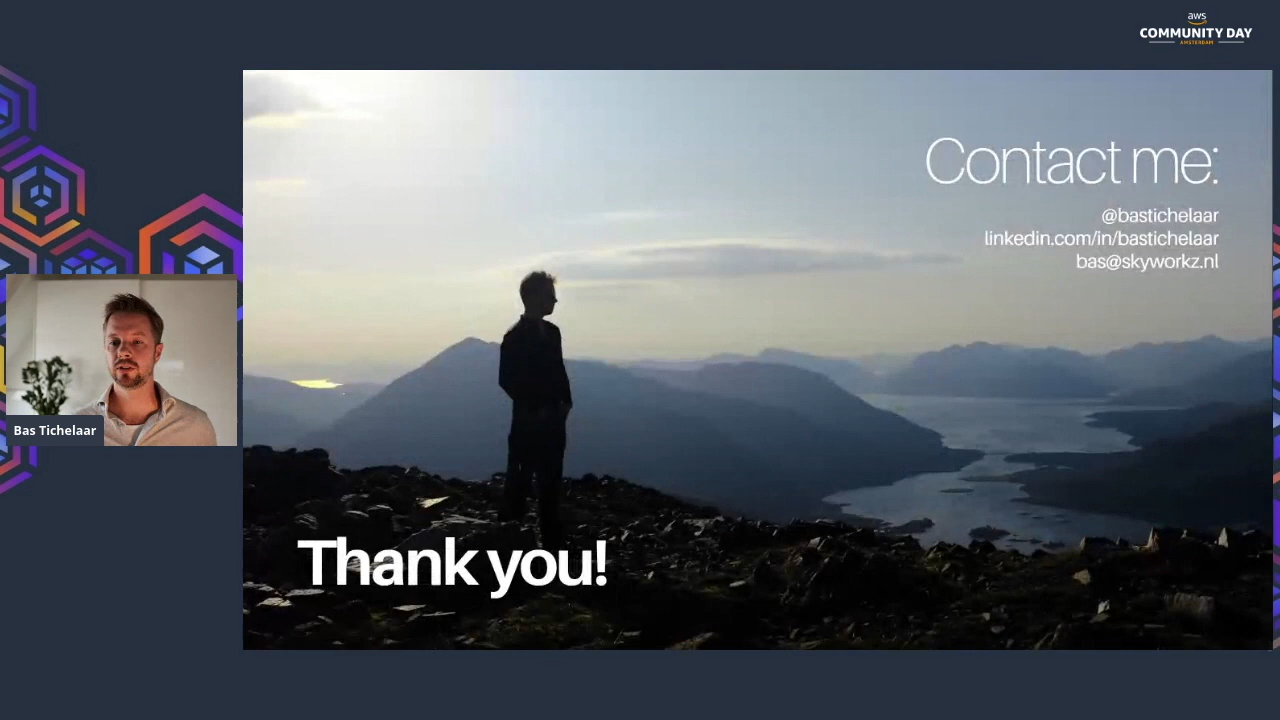 aws
COMMUNITY DAY
AMSTERDAM
Contact me:
@bastichelaar
linkedin.com/in/bastichelaar
bas@skyworkz.nl
Bas Tichelaar
Thank you!